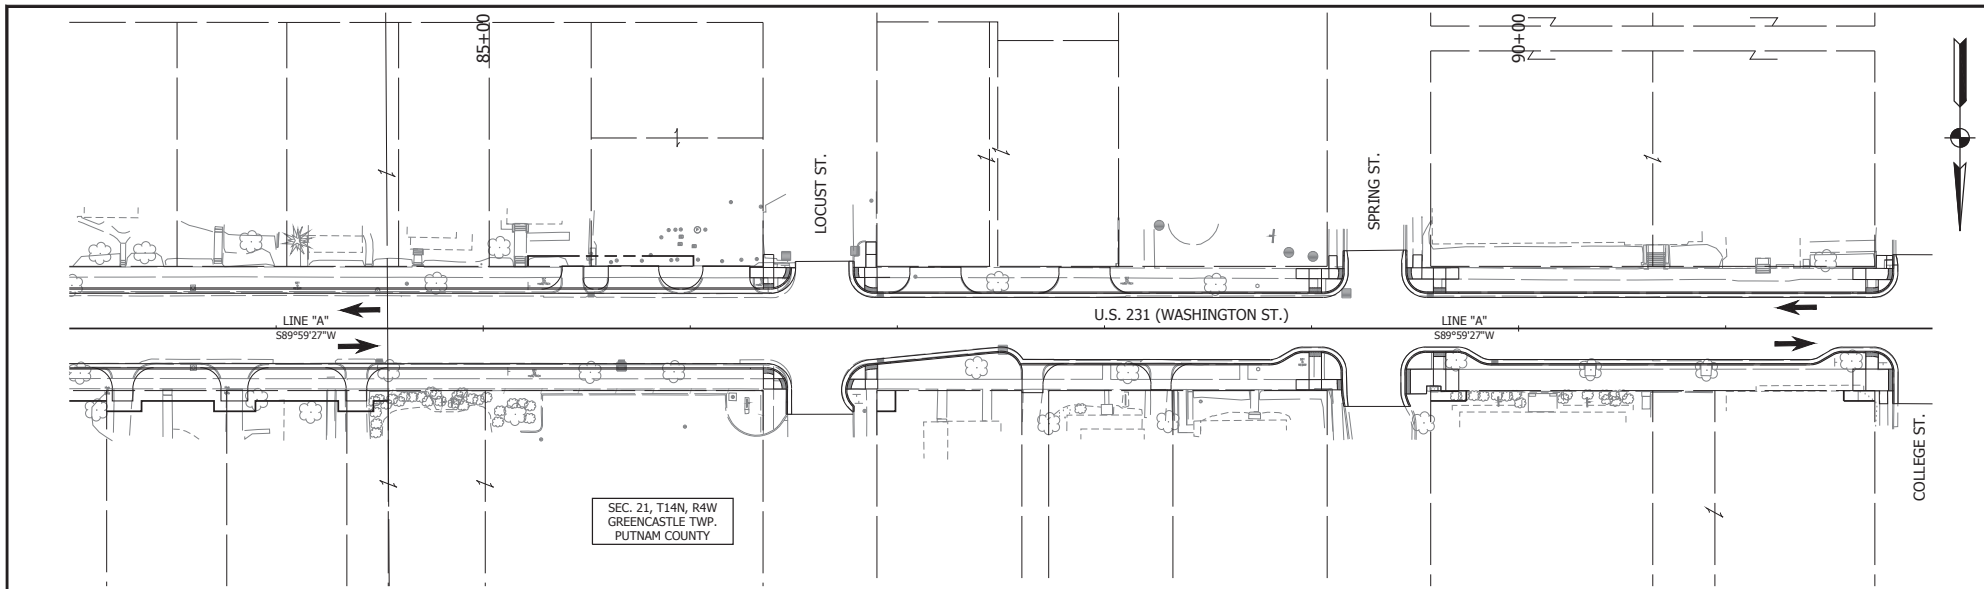 85+00
90+00
LOCUST ST.
SPRING ST.
U.S. 231 (WASHINGTON ST.)
LINE "A"
S89°59'27"W
LINE "A"
S89°59'27"W
COLLEGE ST.
SEC. 21, T14N, R4W
GREENCASTLE TWP.
PUTNAM COUNTY